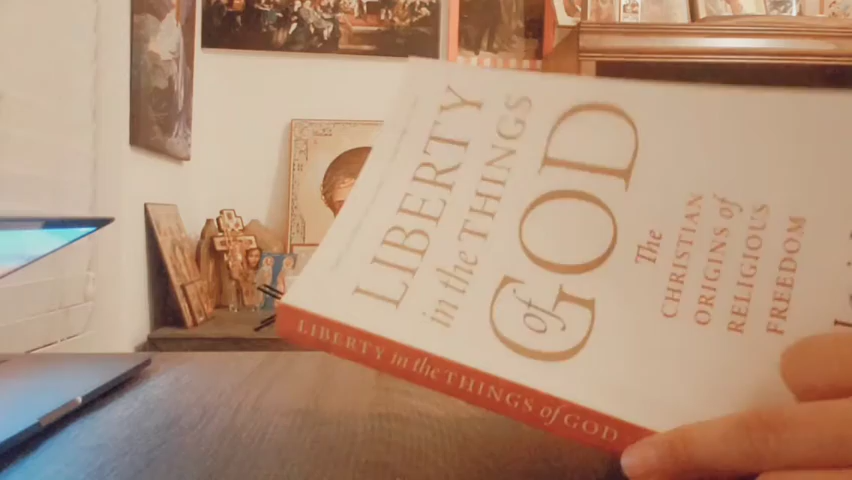 LIBERTY
in the THINGS
of GOD
The
CHRISTIAN
ORIGINS of
RELIGIOUS
FREEDOM
LIBERTY in the THINGS of GOD